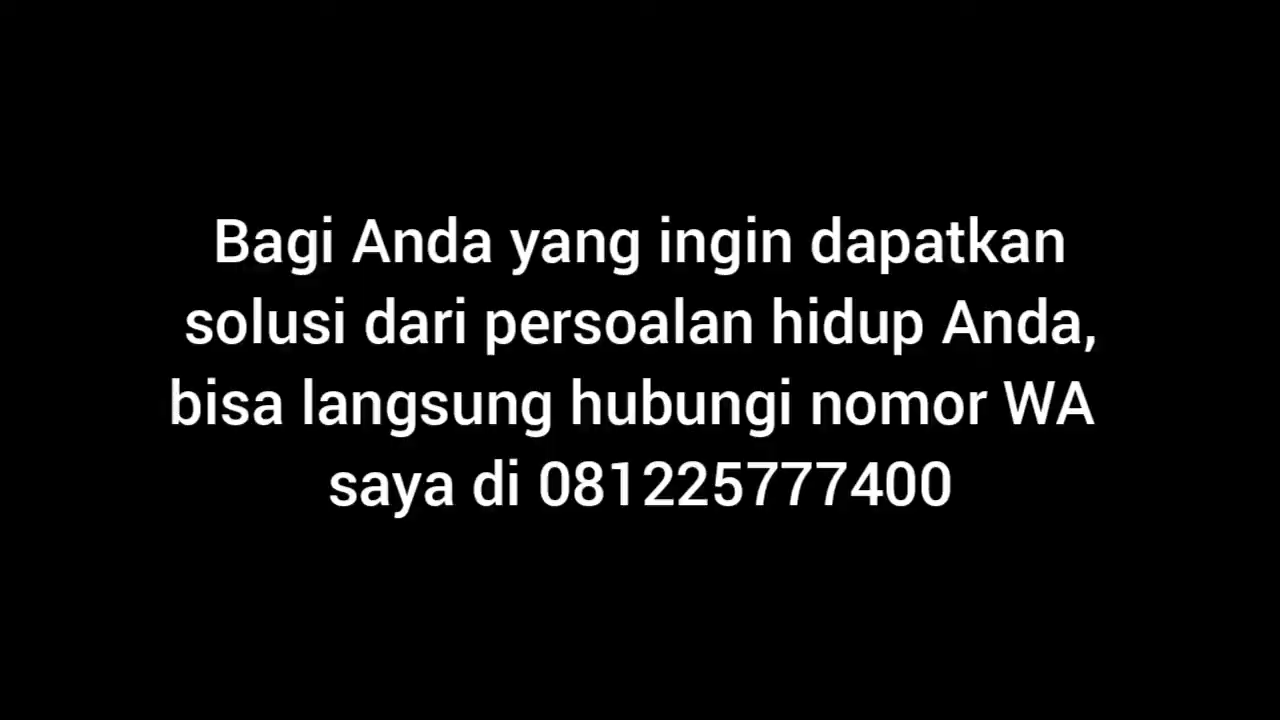 Bagi Anda yang ingin dapatkan
solusi dari persoalan hidup Anda,
bisa langsung hubungi nomor WA
saya di 081225777400